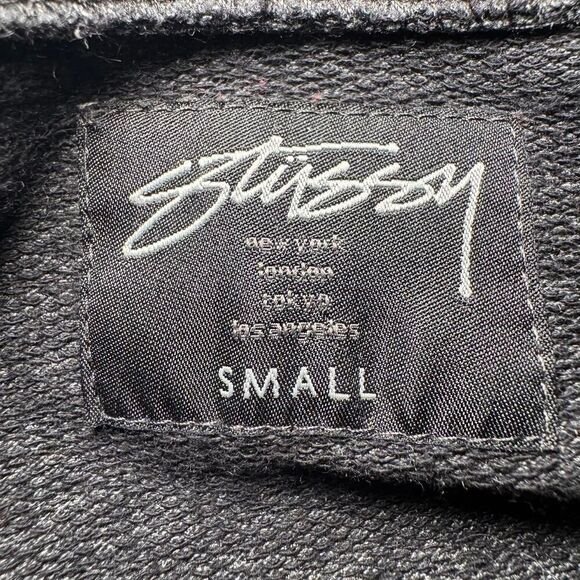 Stüssy
new york
london
tokyo
los angeles
SMALL